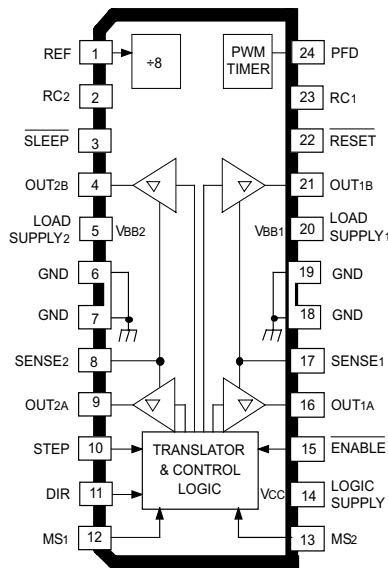 REF 1 ÷8 PWM TIMER 24 PFD
RC2 2 23 RC1
SLEEP 3 22 RESET
OUT2B 4 21 OUT1B
LOAD SUPPLY2 5 VBB2 VBB1 20 LOAD SUPPLY1
GND 6 19 GND
GND 7 18 GND
SENSE2 8 17 SENSE1
OUT2A 9 16 OUT1A
STEP 10 TRANSLATOR & CONTROL LOGIC 15 ENABLE
DIR 11 VCC 14 LOGIC SUPPLY
MS1 12 13 MS2